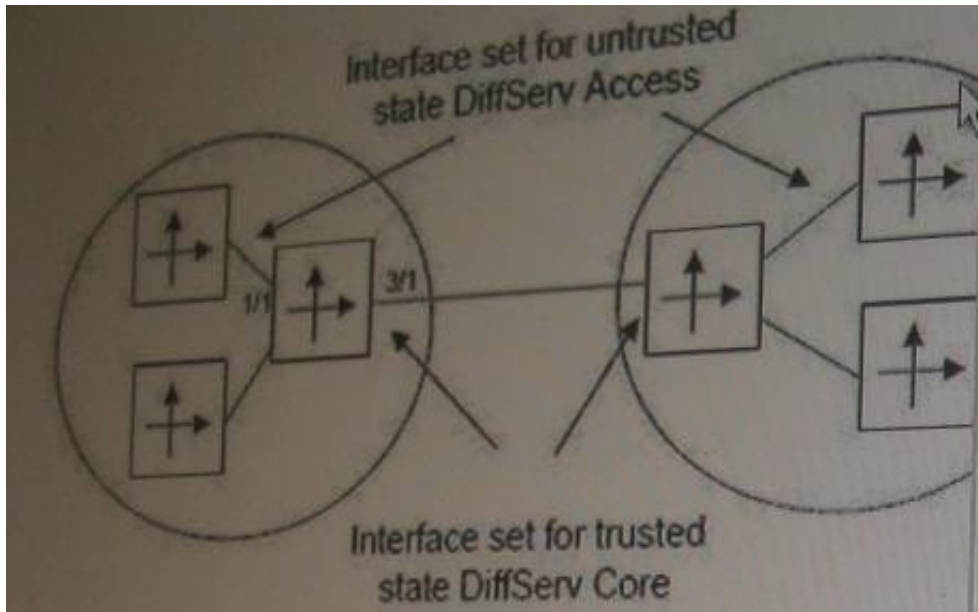 Interface set for untrusted
state DiffServ Access
3/1
1/1
Interface set for trusted
state DiffServ Core